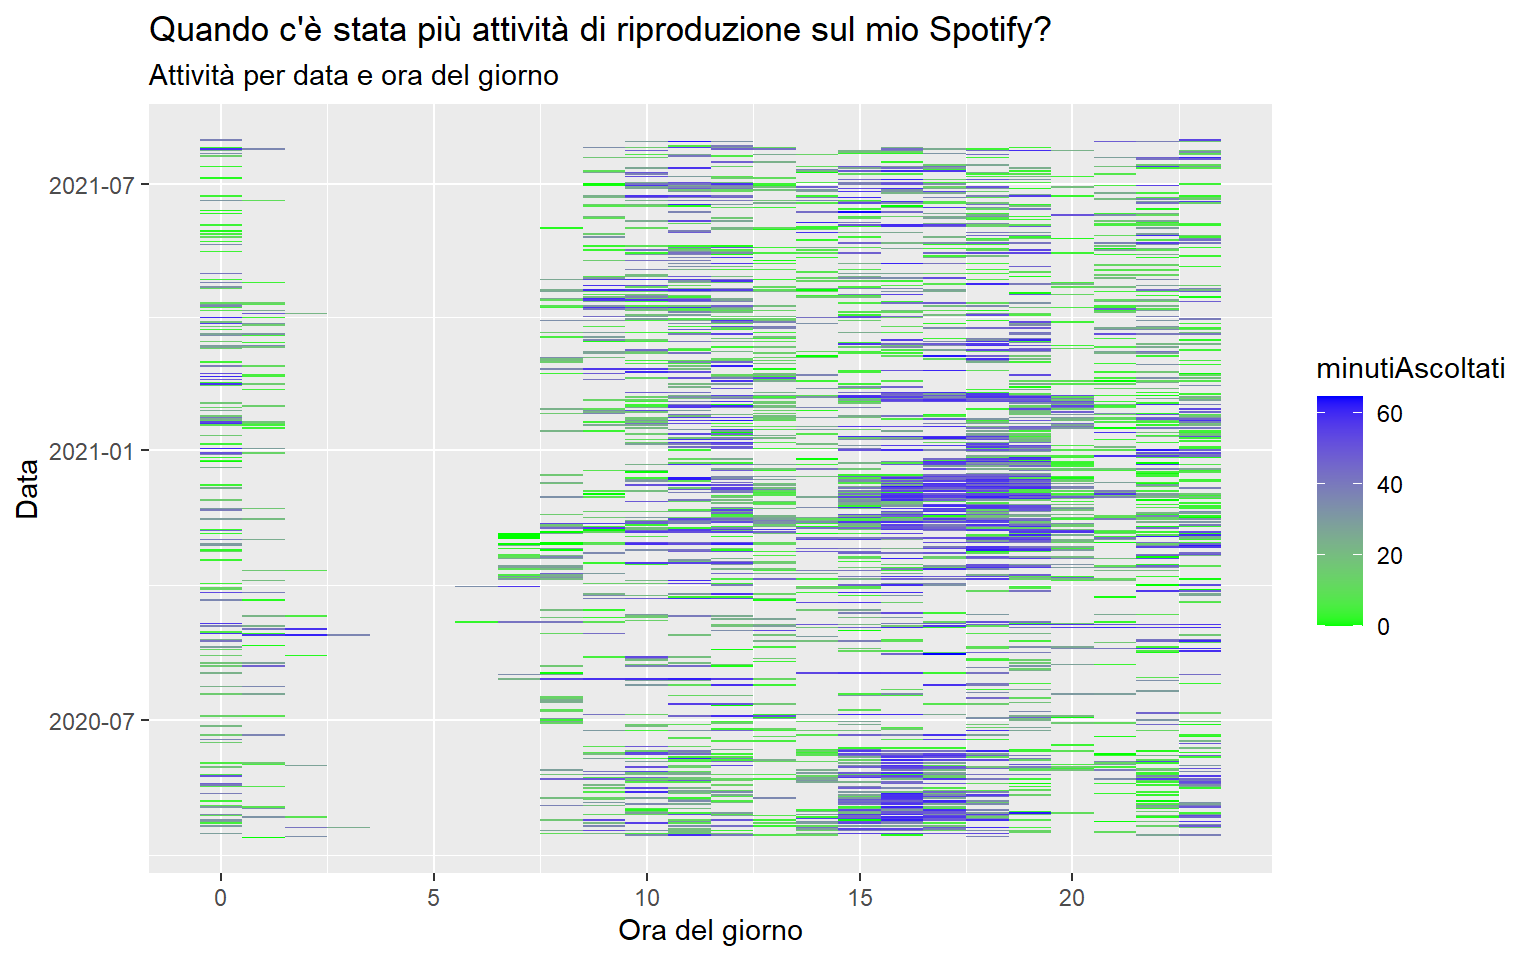 Quando c'è stata più attività di riproduzione sul mio Spotify?
Attività per data e ora del giorno
2021-07
2021-01
2020-07
Data
0
5
10
15
20
Ora del giorno
minutiAscoltati
60
40
20
0